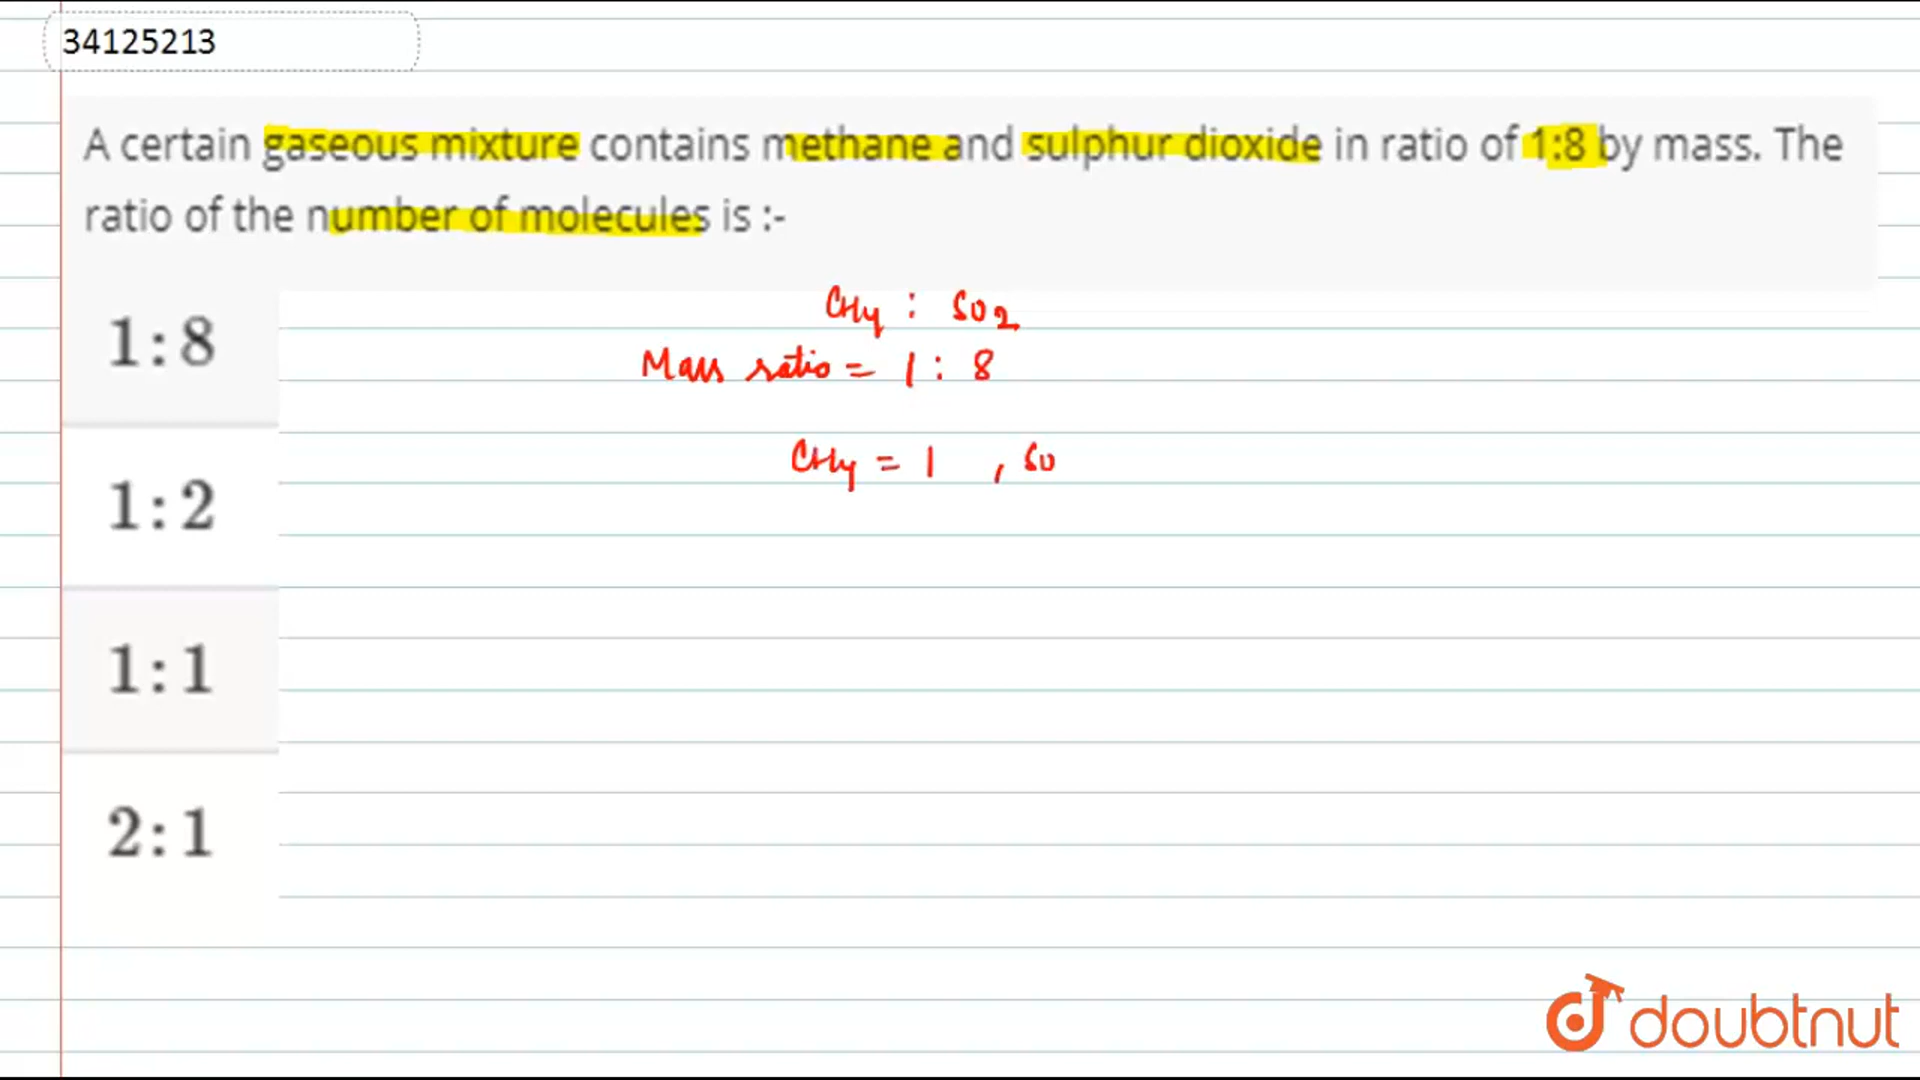 34125213
A certain gaseous mixture contains methane and sulphur dioxide in ratio of 1:8 by mass. The
ratio of the number of molecules is :-
CH4 : SO2
1:8
Mass ratio = 1 : 8
CH4 = 1 , SO
1:2
1:1
2:1
doubtnut